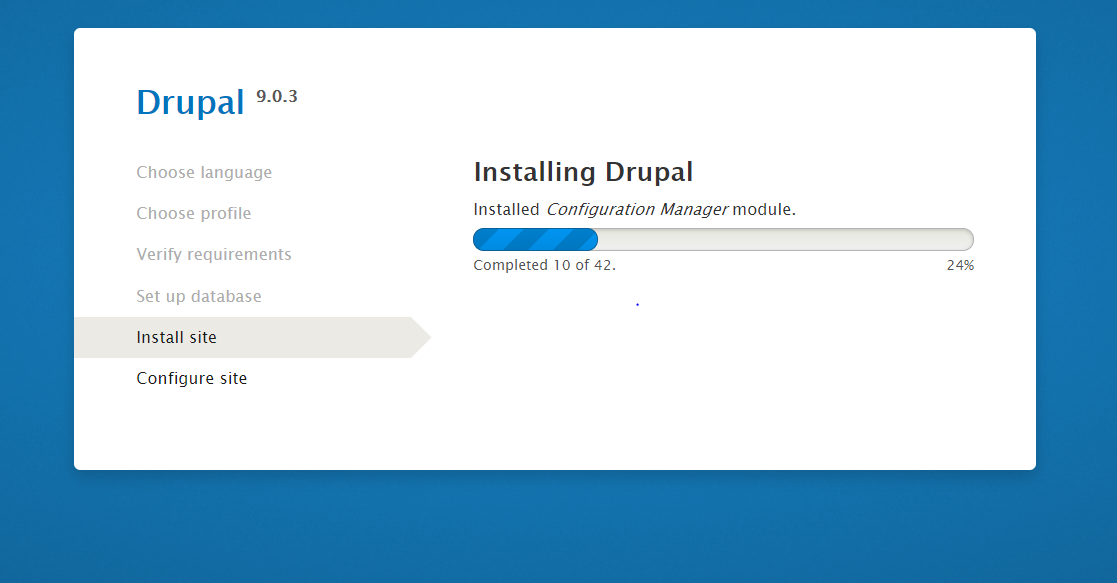 Drupal 9.0.3
Choose language
Choose profile
Verify requirements
Set up database
Install site
Configure site
Installing Drupal
Installed Configuration Manager module.
Completed 10 of 42. 24%